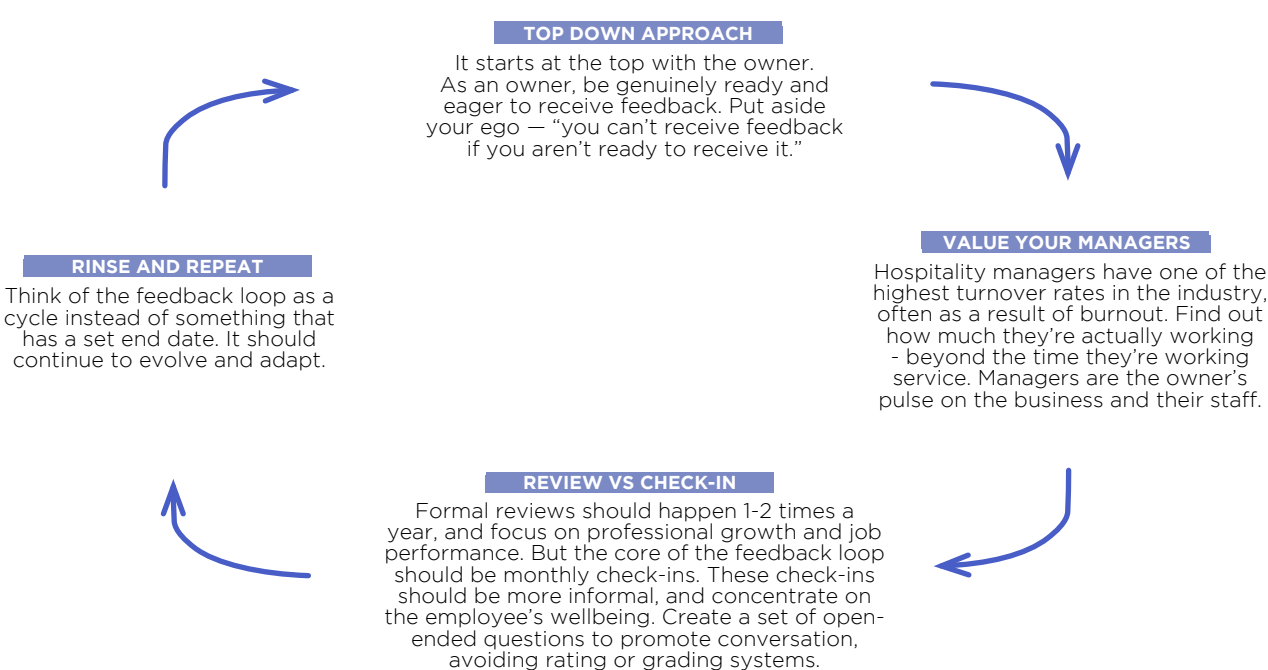 TOP DOWN APPROACH
It starts at the top with the owner.
As an owner, be genuinely ready and
eager to receive feedback. Put aside
your ego — “you can’t receive feedback
if you aren’t ready to receive it.”
VALUE YOUR MANAGERS
Hospitality managers have one of the
highest turnover rates in the industry,
often as a result of burnout. Find out
how much they’re actually working
- beyond the time they’re working
service. Managers are the owner’s
pulse on the business and their staff.
REVIEW VS CHECK-IN
Formal reviews should happen 1-2 times a
year, and focus on professional growth and job
performance. But the core of the feedback loop
should be monthly check-ins. These check-ins
should be more informal, and concentrate on
the employee’s wellbeing. Create a set of open-
ended questions to promote conversation,
avoiding rating or grading systems.
RINSE AND REPEAT
Think of the feedback loop as a
cycle instead of something that
has a set end date. It should
continue to evolve and adapt.